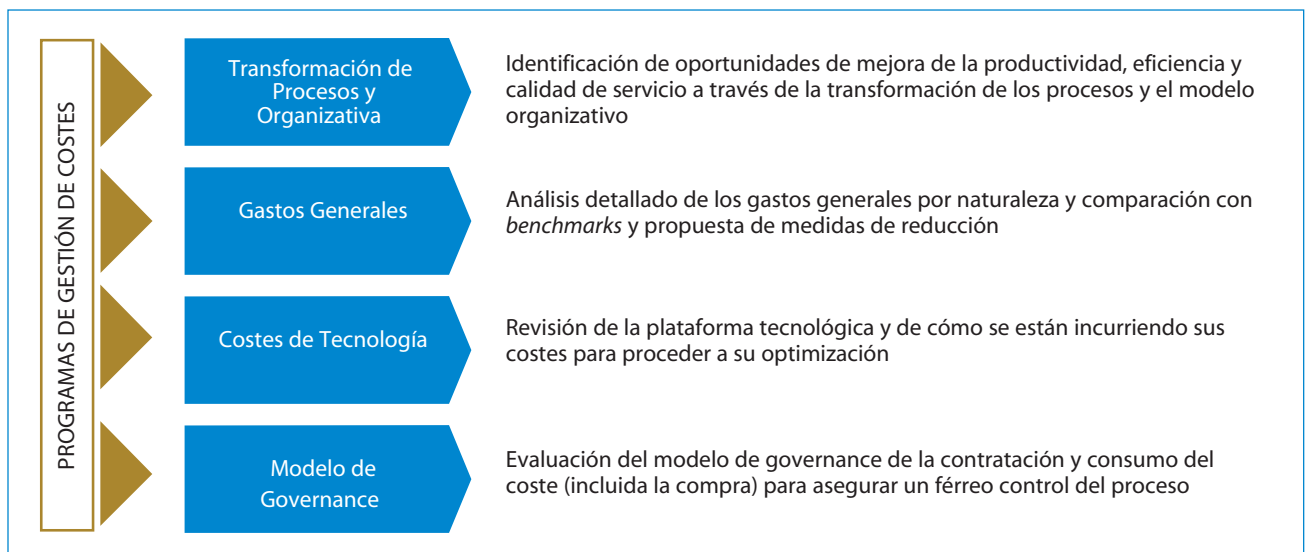 PROGRAMAS DE GESTIÓN DE COSTES
Transformación de
Procesos y
Organizativa
Identificación de oportunidades de mejora de la productividad, eficiencia y
calidad de servicio a través de la transformación de los procesos y el modelo
organizativo
Gastos Generales
Análisis detallado de los gastos generales por naturaleza y comparación con
benchmarks y propuesta de medidas de reducción
Costes de Tecnología
Revisión de la plataforma tecnológica y de cómo se están incurriendo sus
costes para proceder a su optimización
Modelo de
Governance
Evaluación del modelo de governance de la contratación y consumo del
coste (incluida la compra) para asegurar un férreo control del proceso